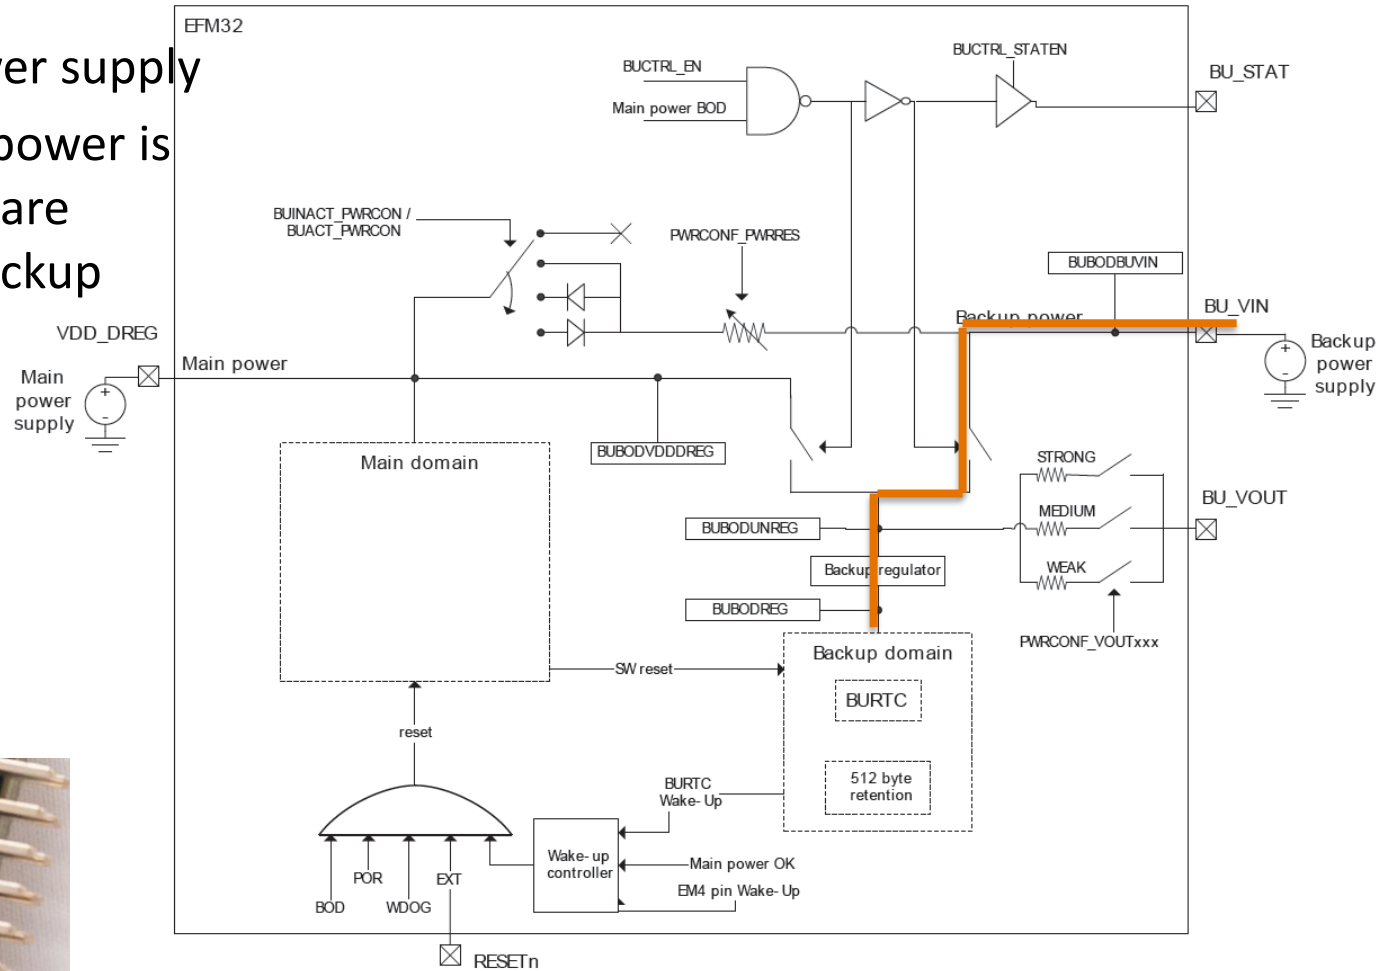 EFM32
er supply
power is
are
ckup
BUCTRL_EN
Main power BOD
BUCTRL_STATEN
BU_STAT
BUINACT_PWRCON /
BUACT_PWRCON
PWRCONF_PWRRES
BUBODBUVIN
Backup power
BU_VIN
Backup
power
supply
+
-
VDD_DREG
Main power
Main
power
supply
+
-
BUBODVDDDREG
Main domain
STRONG
MEDIUM
WEAK
BU_VOUT
PWRCONF_VOUTxxx
BUBODUNREG
Backup regulator
BUBODREG
SW reset
Backup domain
BURTC
512 byte
retention
reset
BURTC
Wake-Up
Wake-up
controller
Main power OK
EM4 pin Wake-Up
BOD
POR
WDOG
EXT
RESETn